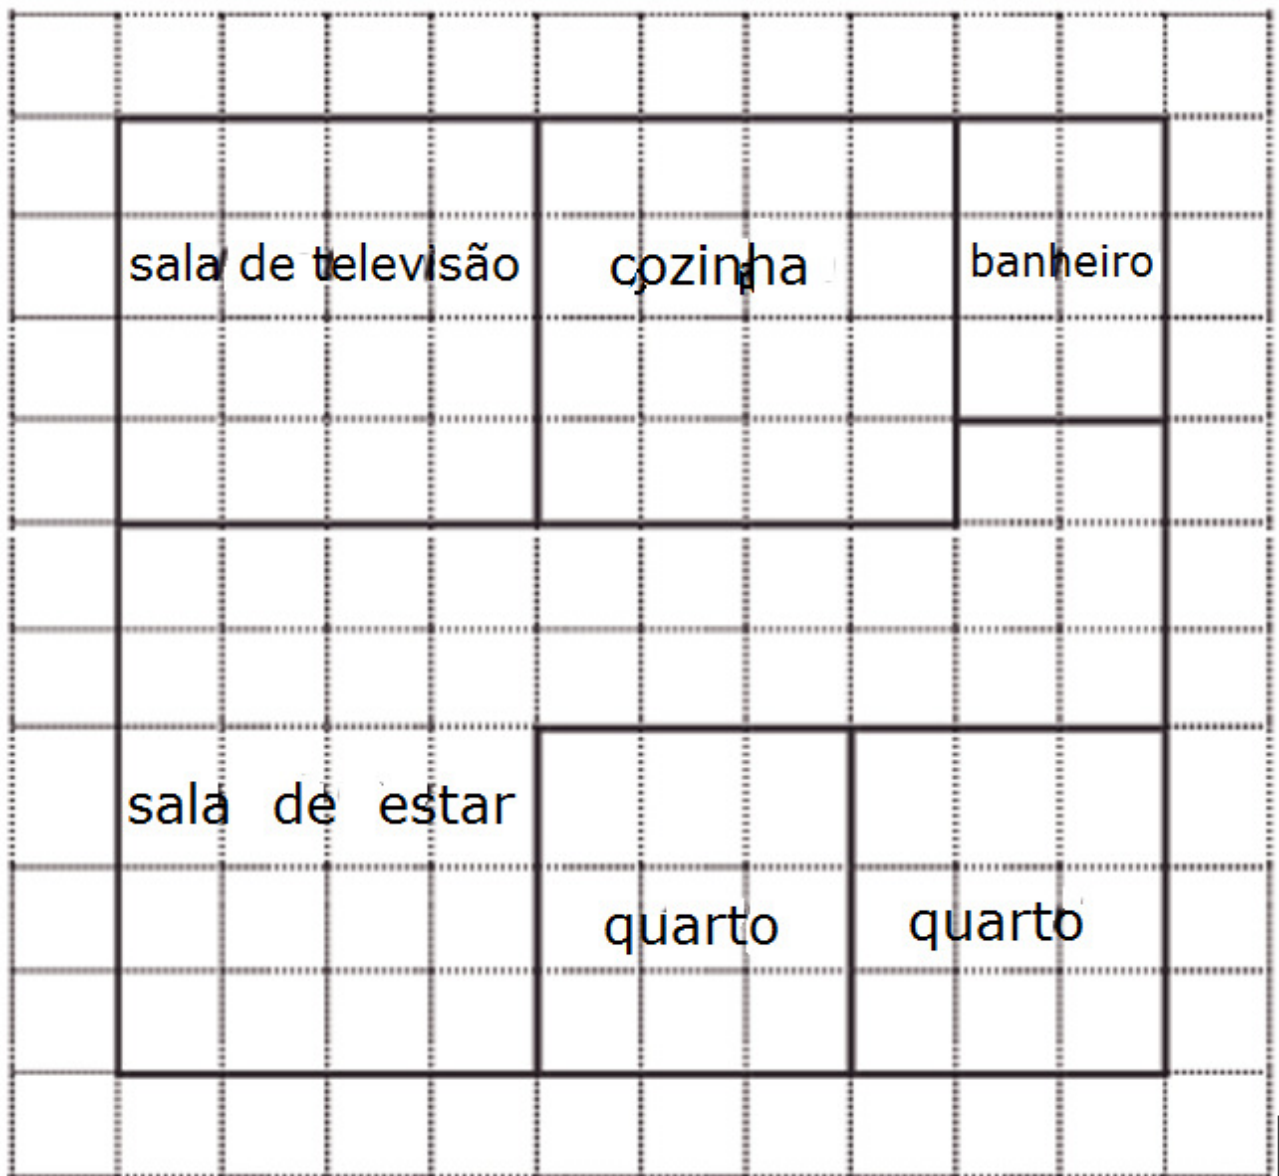 sala de televisão
cozinha
banheiro
sala de estar
quarto
quarto